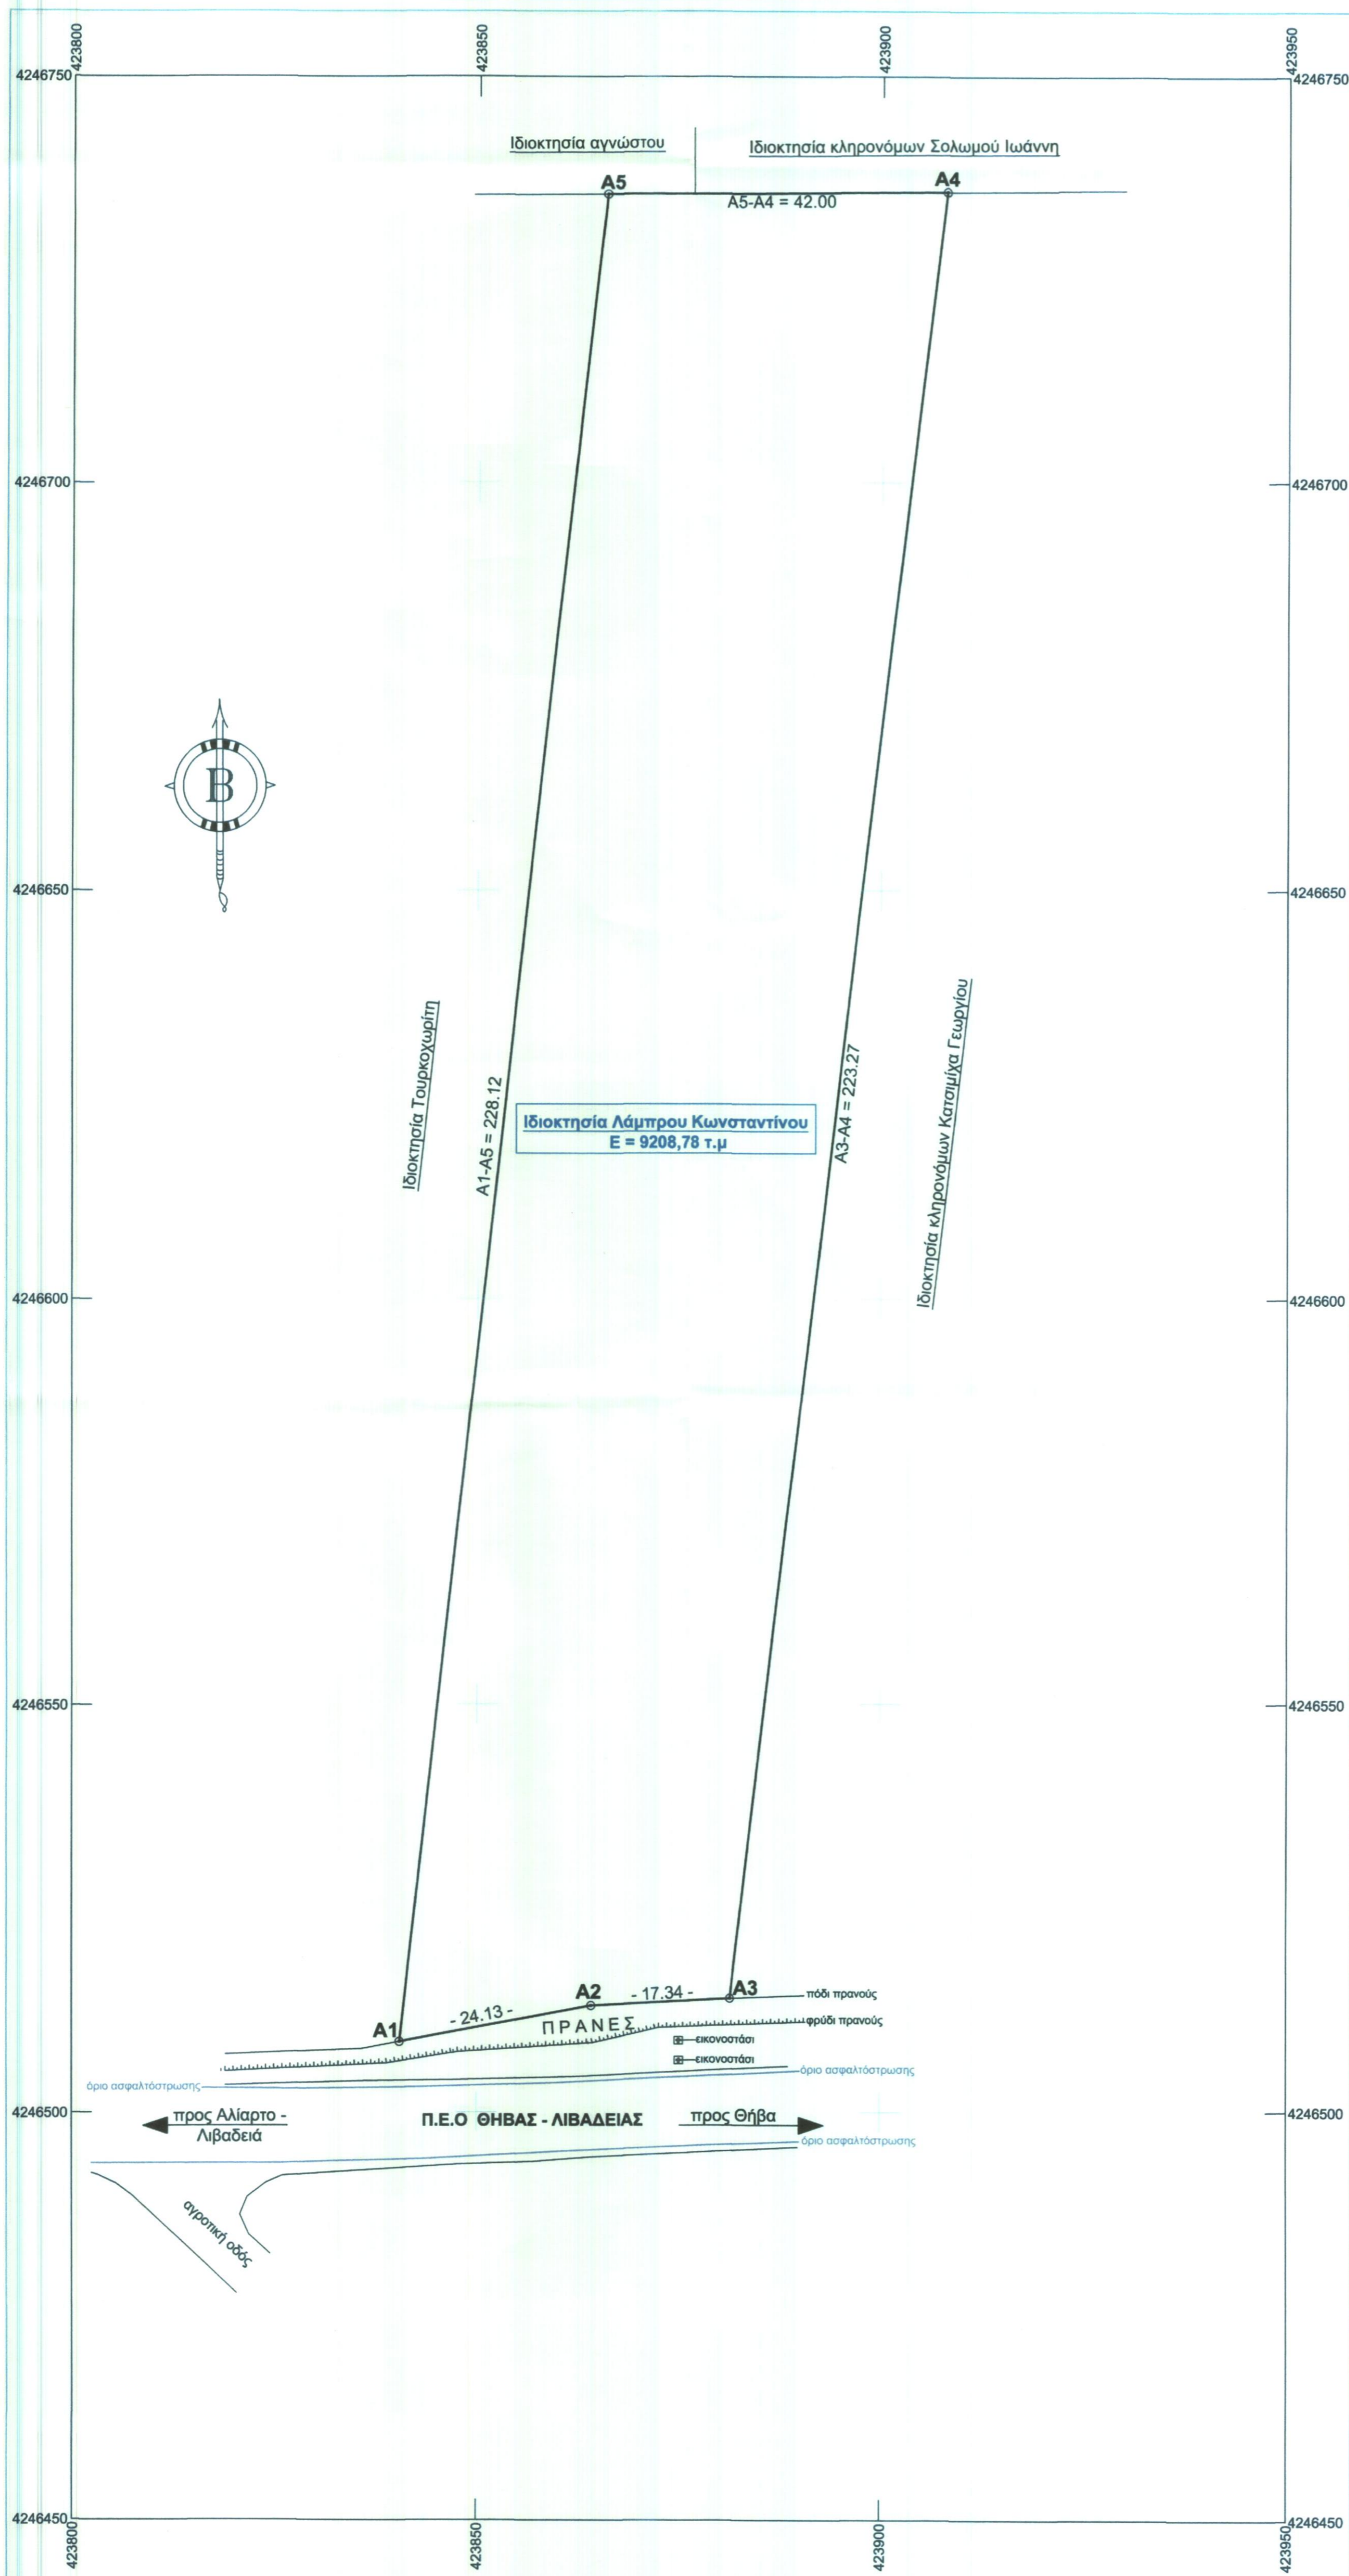 423800
423850
423900
423950
4246750
4246750
Ιδιοκτησία αγνώστου
Ιδιοκτησία κληρονόμων Σολωμού Ιωάννη
A5
A4
A5-A4 = 42.00
4246700
4246700
B
4246650
4246650
Ιδιοκτησία Τουρκοχωρίτη
A1-A5 = 228.12
Ιδιοκτησία Λάμπρου Κωνσταντίνου
Ε = 9208,78 τ.μ
A3-A4 = 223.27
Ιδιοκτησία κληρονόμων Κατσιμίχα Γεωργίου
4246600
4246600
4246550
4246550
A1
- 24.13 -
A2
- 17.34 -
A3
πόδι πρανούς
ΠΡΑΝΕΣ
φρύδι πρανούς
εικονοστάσι
εικονοστάσι
όριο ασφαλτόστρωσης
όριο ασφαλτόστρωσης
4246500
προς Αλίαρτο -
Λιβαδειά
Π.Ε.Ο ΘΗΒΑΣ - ΛΙΒΑΔΕΙΑΣ
προς Θήβα
4246500
όριο ασφαλτόστρωσης
αγροτική οδός
4246450
4246450
423800
423850
423900
423950